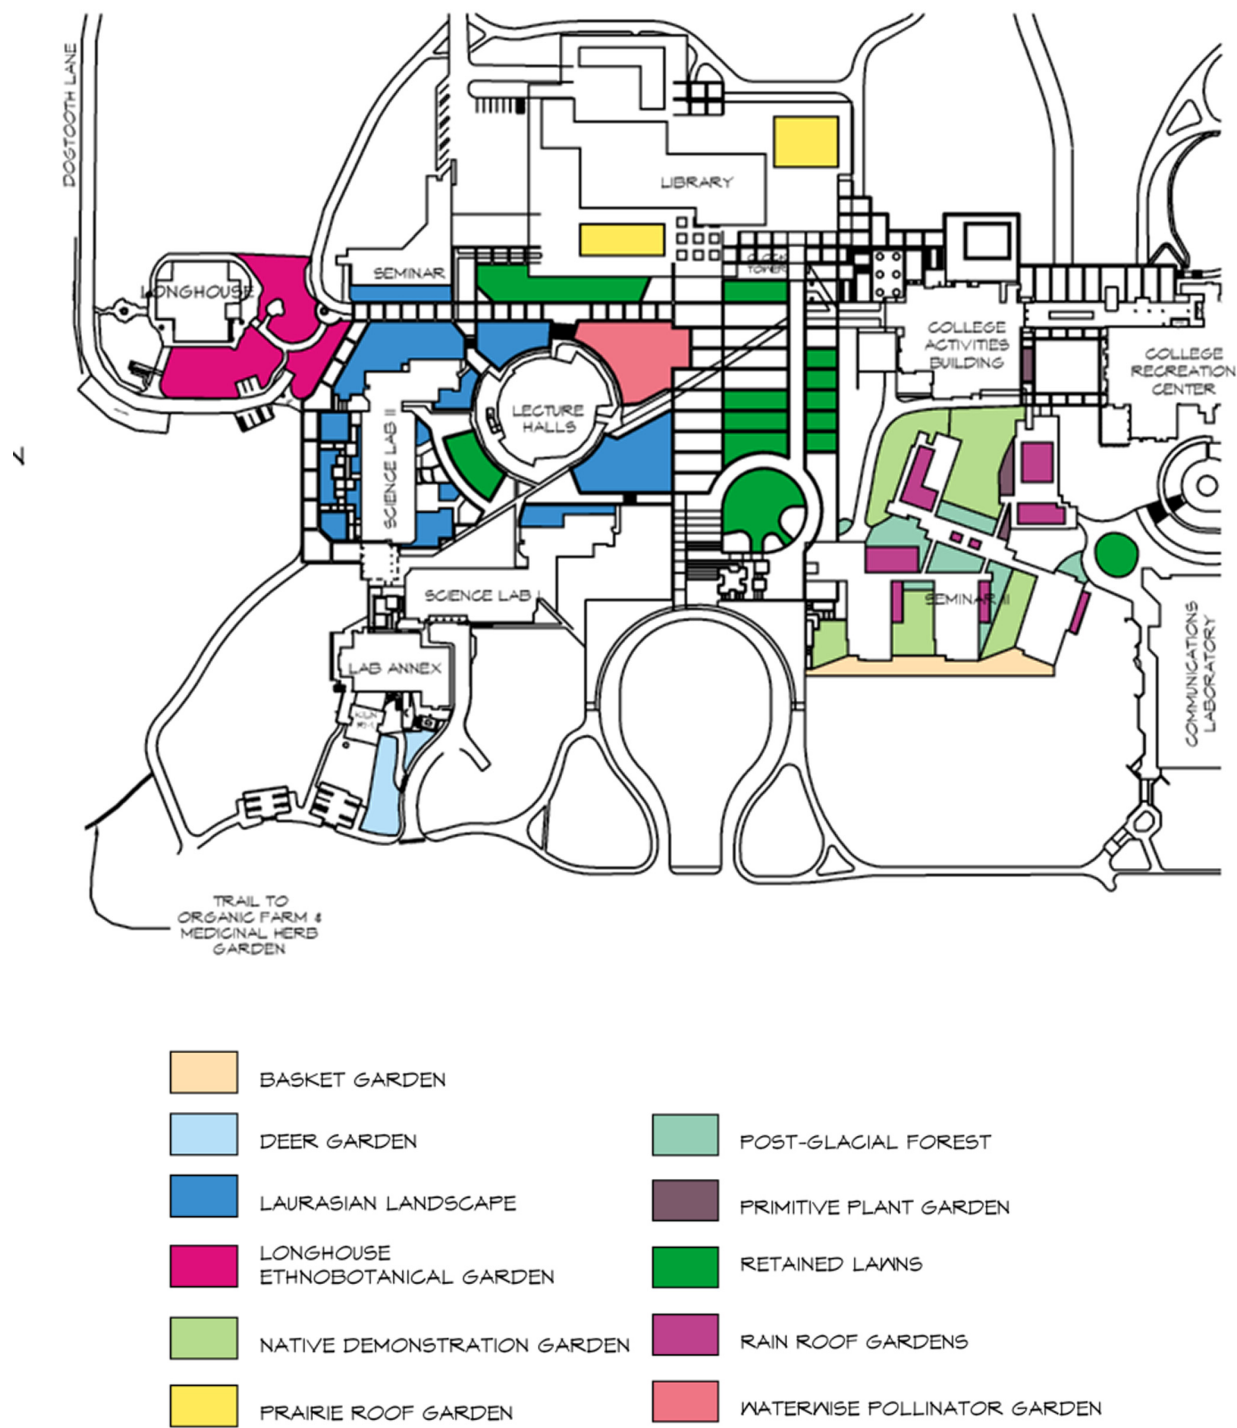 DOGTOOTH LANE
LIBRARY
SEMINAR
CLOCK
TOWER
LONGHOUSE
COLLEGE
ACTIVITIES
BUILDING
COLLEGE
RECREATION
CENTER
LECTURE
HALLS
SCIENCE LAB II
SCIENCE LAB I
SEMINAR II
LAB ANNEX
COMMUNICATIONS
LABORATORY
TRAIL TO
ORGANIC FARM &
MEDICINAL HERB
GARDEN
BASKET GARDEN
DEER GARDEN
LAURASIAN LANDSCAPE
LONGHOUSE
ETHNOBOTANICAL GARDEN
NATIVE DEMONSTRATION GARDEN
PRAIRIE ROOF GARDEN
POST-GLACIAL FOREST
PRIMITIVE PLANT GARDEN
RETAINED LAWNS
RAIN ROOF GARDENS
WATERWISE POLLINATOR GARDEN